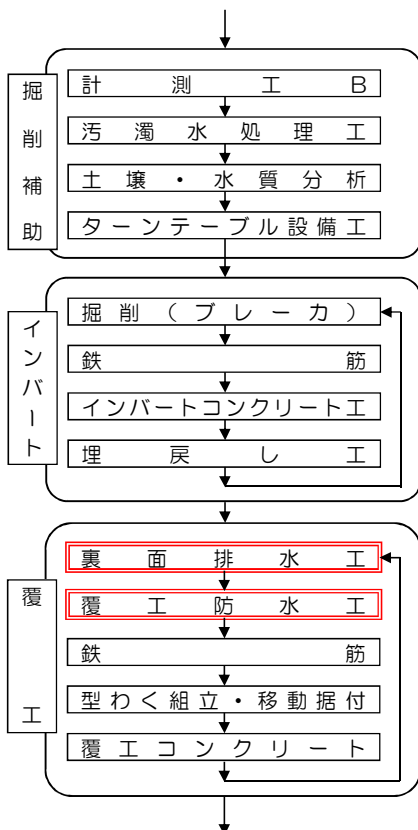 掘削補助
計測工B
汚濁水処理工
土壌・水質分析
ターンテーブル設備工
インバート
掘削（ブレーカ）
鉄筋
インバートコンクリート工
埋戻し工
覆工
裏面排水工
覆工防水工
鉄筋
型わく組立・移動据付
覆工コンクリート